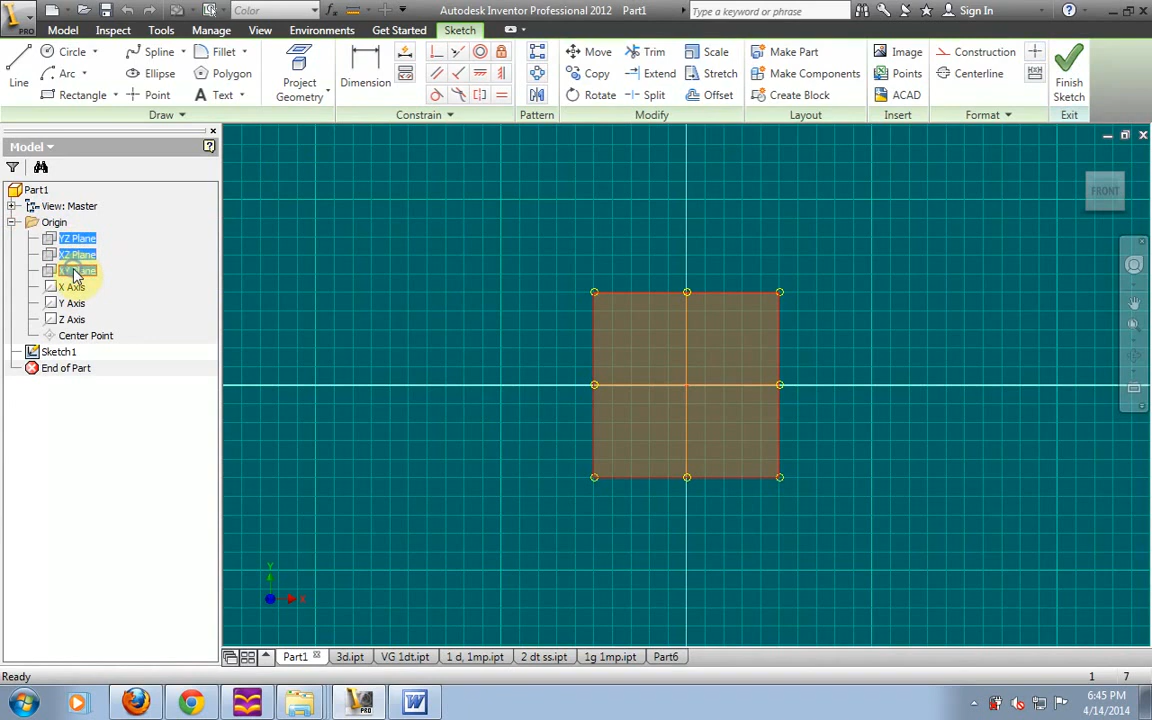 Color
Autodesk Inventor Professional 2012 Part1
Type a keyword or phrase
Sign In
PRO
Model Inspect Tools Manage View Environments Get Started Sketch
Line
Circle
Arc
Rectangle
Spline
Ellipse
Point
Fillet
Polygon
Text
Project
Geometry
Dimension
Move
Copy
Rotate
Trim
Extend
Split
Scale
Stretch
Offset
Make Part
Make Components
Create Block
Image
Points
ACAD
Construction
Centerline
Finish
Sketch
Draw Constrain Pattern Modify Layout Insert Format Exit
Model
Part1
View: Master
Origin
YZ Plane
XZ Plane
XY Plane
X Axis
Y Axis
Z Axis
Center Point
Sketch1
End of Part
FRONT
Y
X
Part1 3d.ipt VG 1dt.ipt 1 d, 1mp.ipt 2 dt ss.ipt 1g 1mp.ipt Part6
Ready
1 7
PRO
6:45 PM
4/14/2014